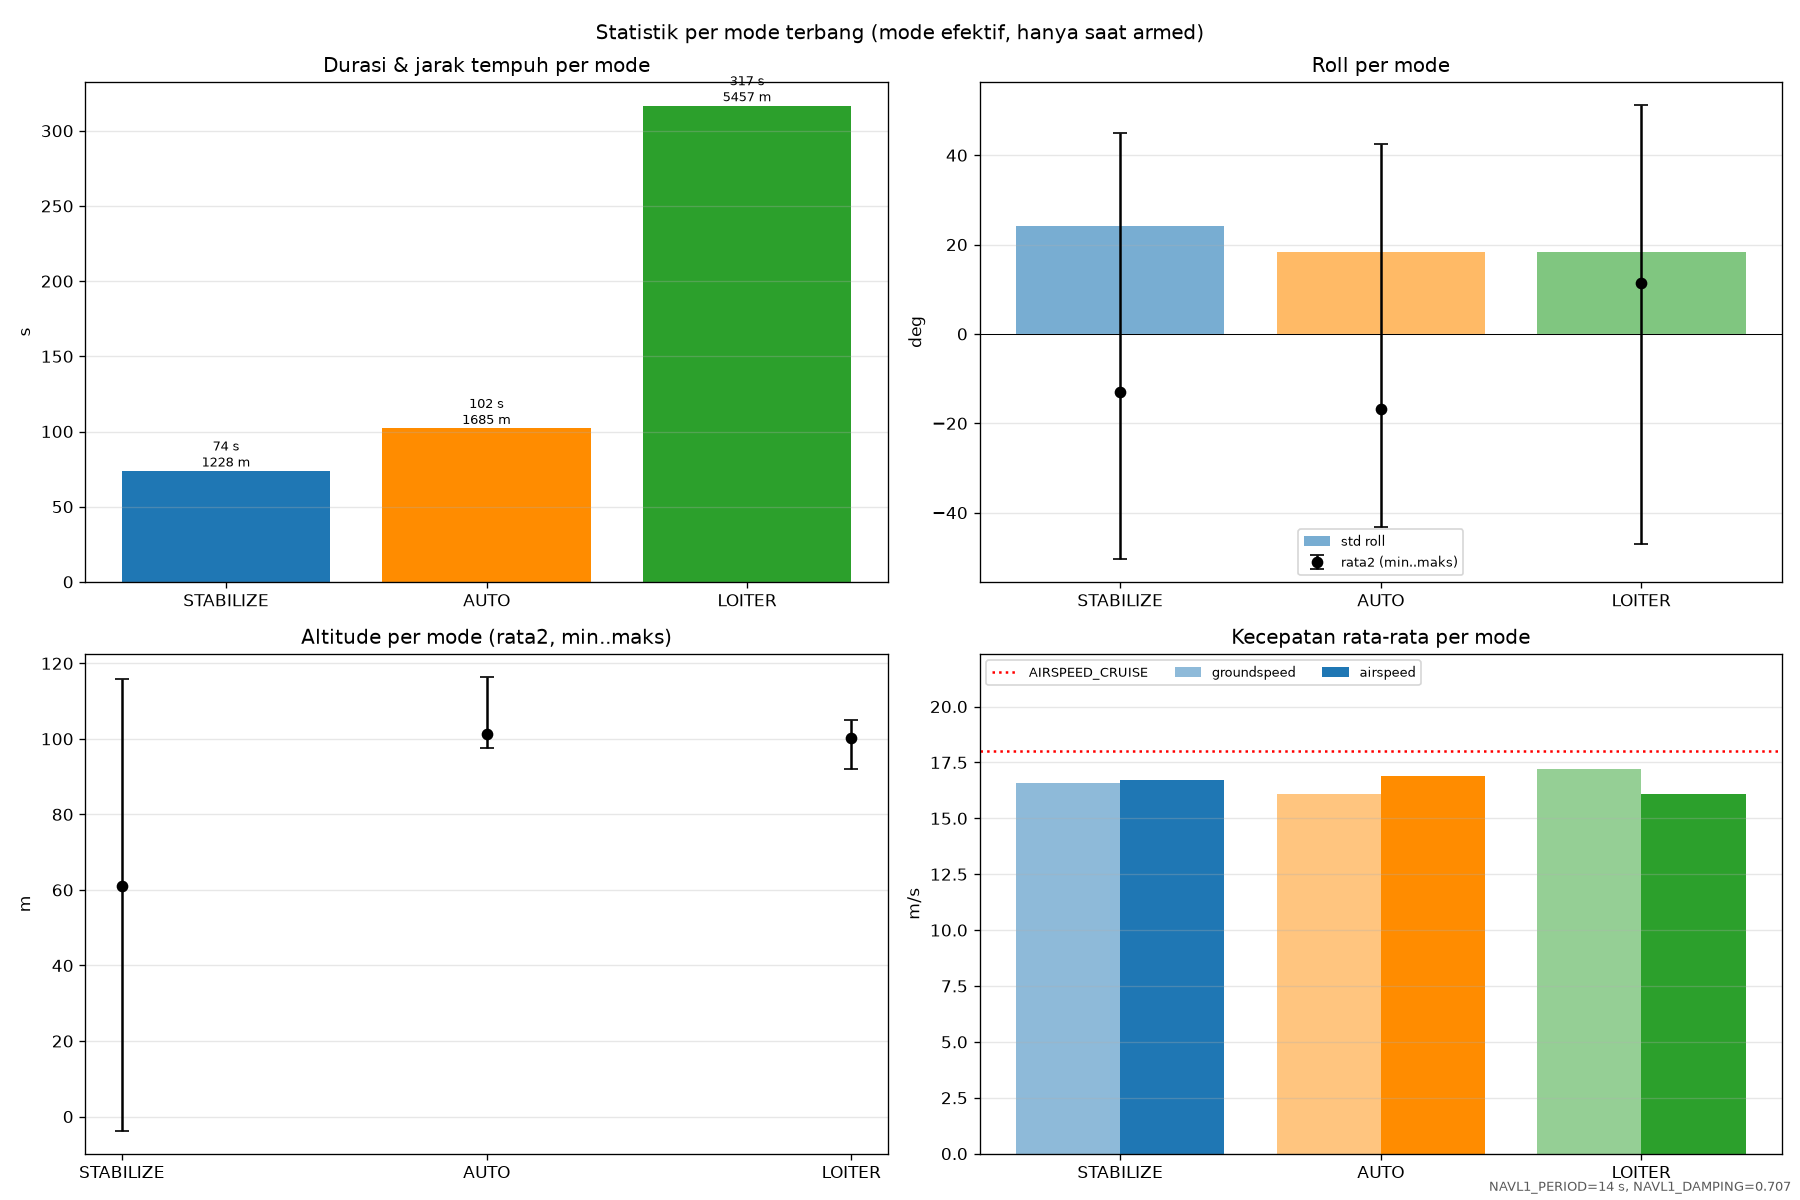 Statistik per mode terbang (mode efektif, hanya saat armed)
Durasi & jarak tempuh per mode
300
250
200
150
100
50
0
s
74 s
1228 m
102 s
1685 m
317 s
5457 m
STABILIZE
AUTO
LOITER
Roll per mode
40
20
0
−20
−40
deg
std roll
rata2 (min..maks)
STABILIZE
AUTO
LOITER
Altitude per mode (rata2, min..maks)
120
100
80
60
40
20
0
m
STABILIZE
AUTO
LOITER
Kecepatan rata-rata per mode
AIRSPEED_CRUISE
groundspeed
airspeed
20.0
17.5
15.0
12.5
10.0
7.5
5.0
2.5
0.0
m/s
STABILIZE
AUTO
LOITER
NAVL1_PERIOD=14 s, NAVL1_DAMPING=0.707